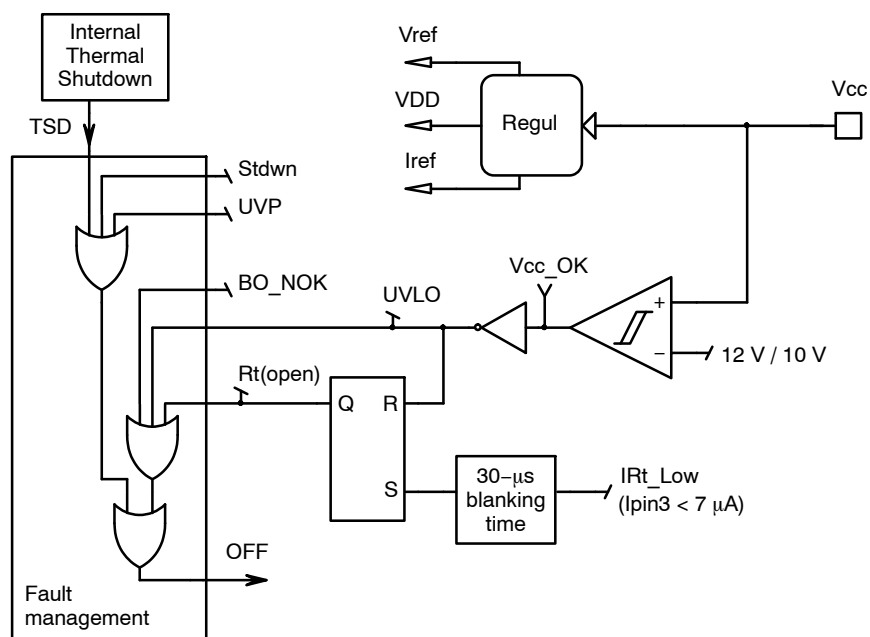 Internal
Thermal
Shutdown
Vref
VDD
Regul
Vcc
Iref
TSD
Stdwn
UVP
BO_NOK
UVLO
Vcc_OK
+
−
12 V / 10 V
Rt(open)
Q
R
S
30−μs
blanking
time
IRt_Low
(Ipin3 < 7 μA)
OFF
Fault
management